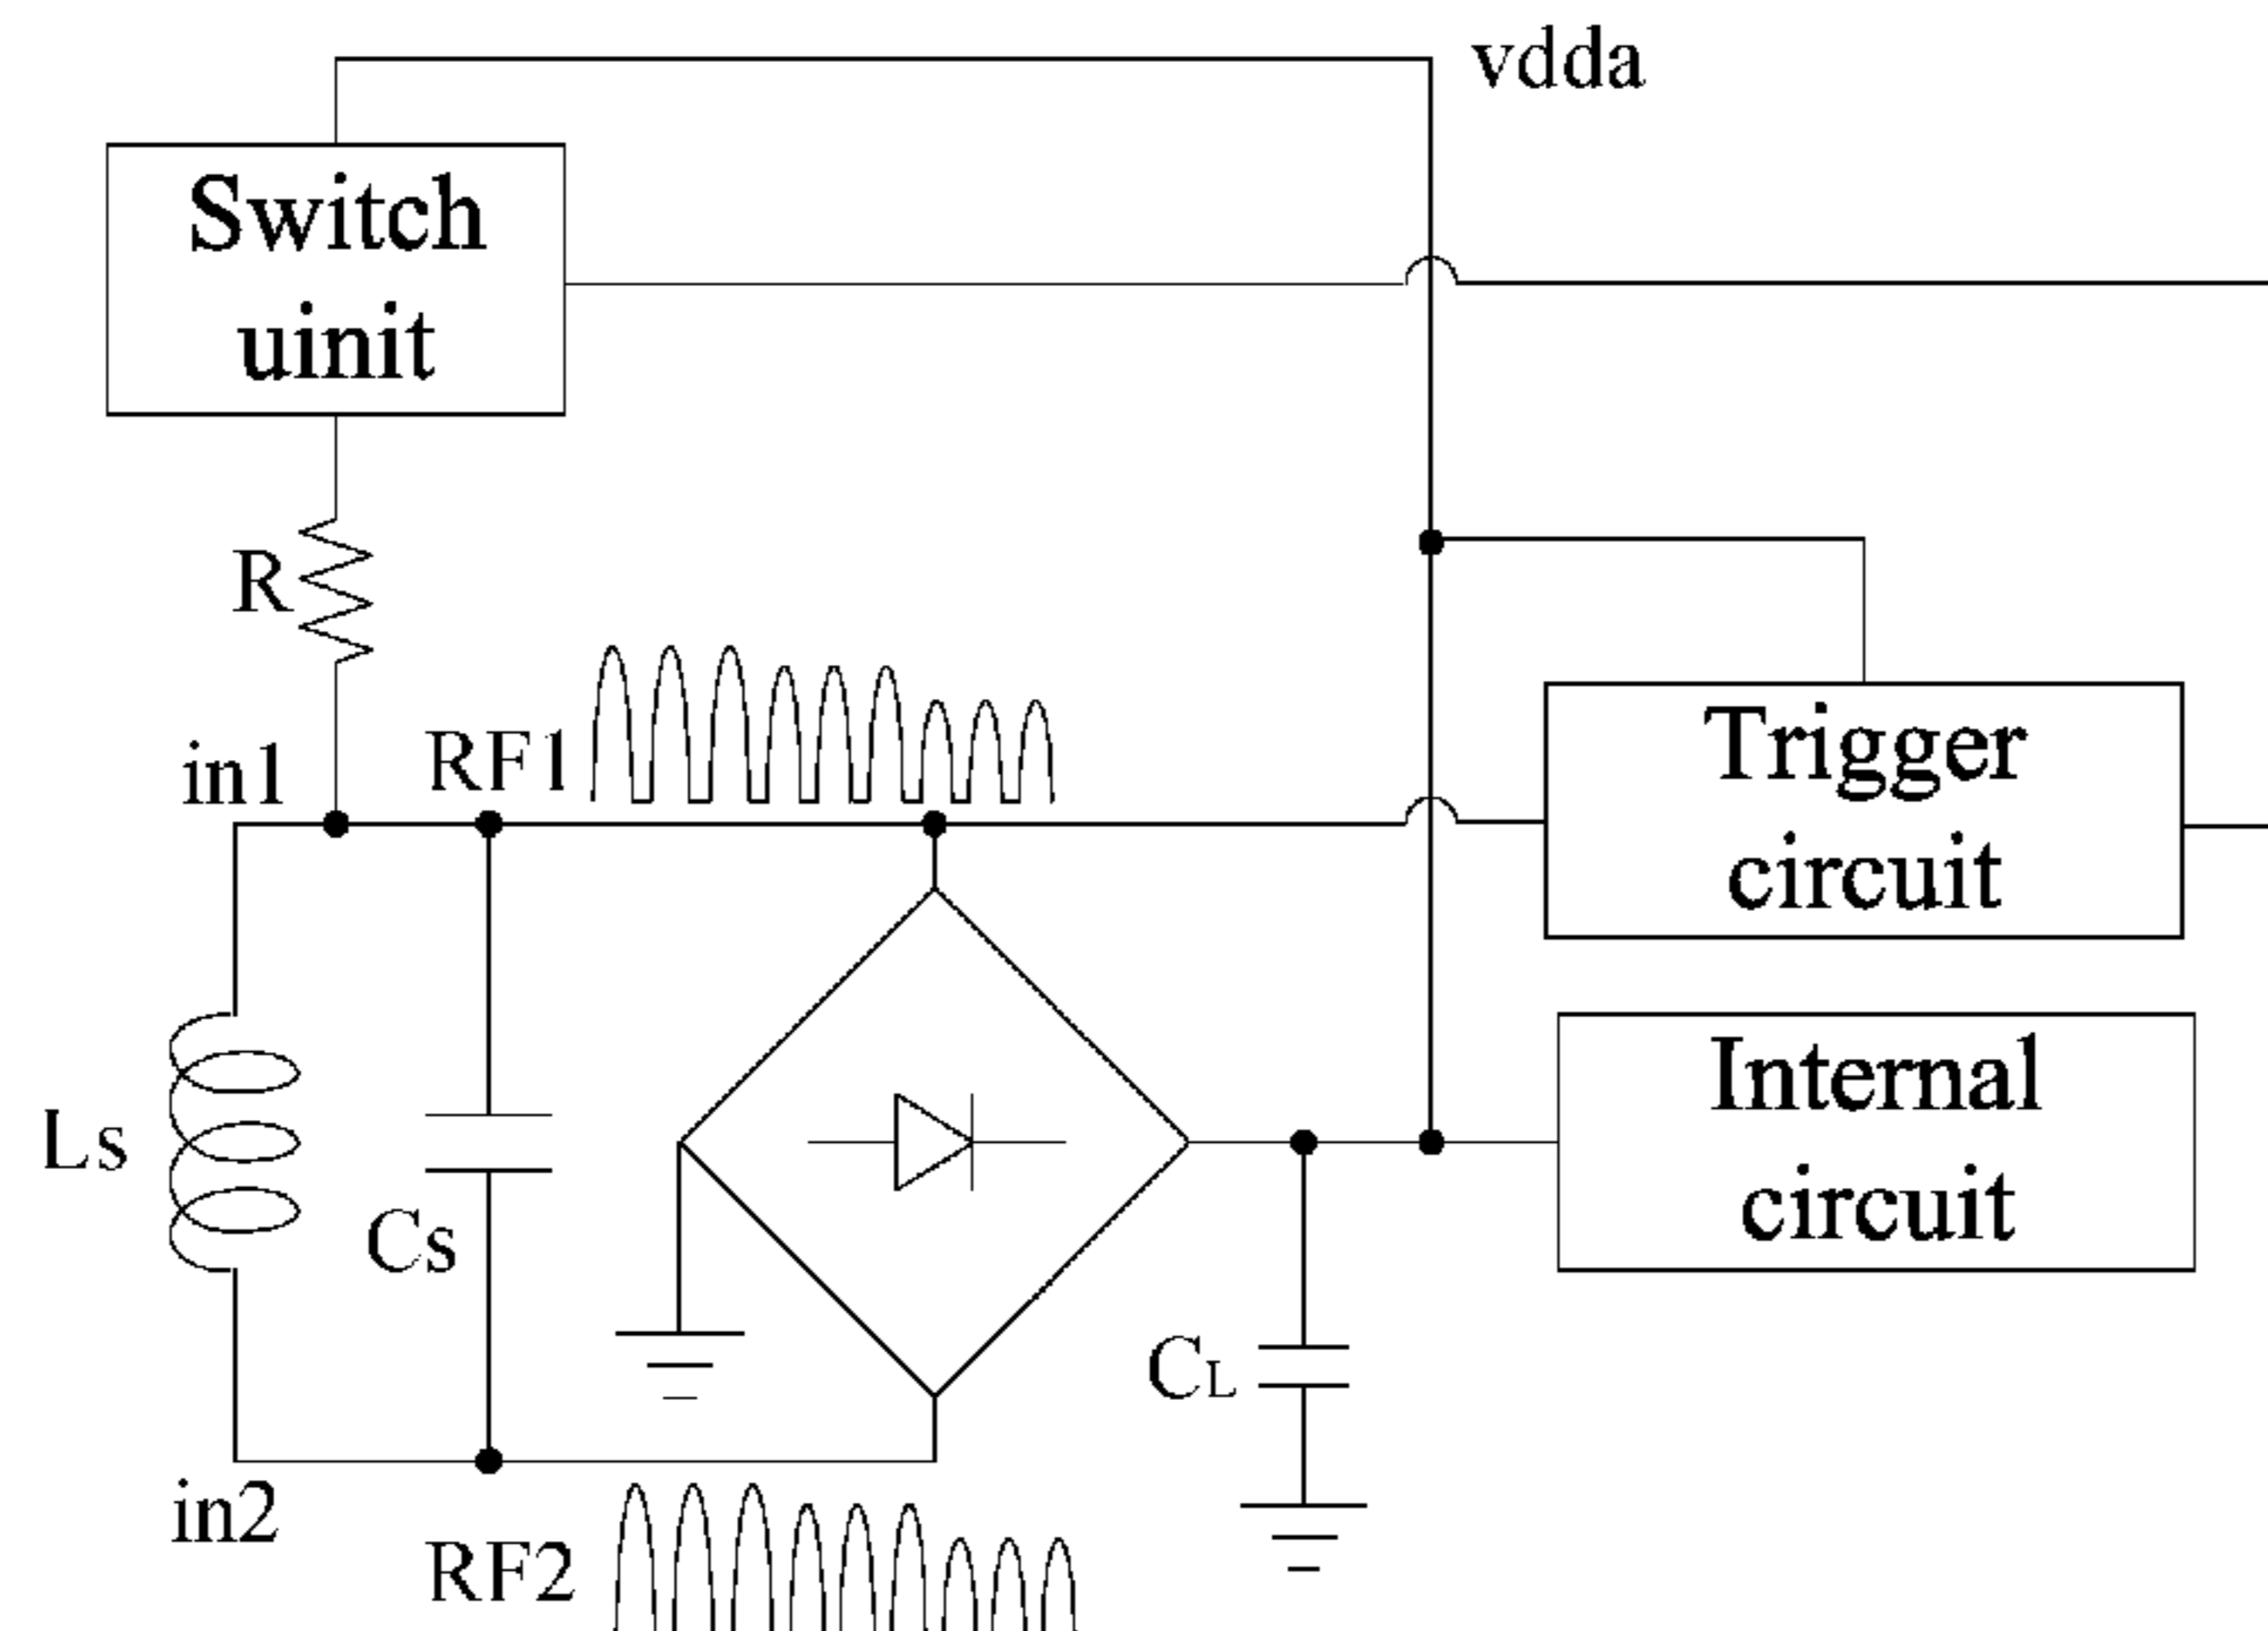 vdda
Switch
uinit
R
in1
RF1
Trigger
circuit
Internal
circuit
Ls
Cs
CL
in2
RF2